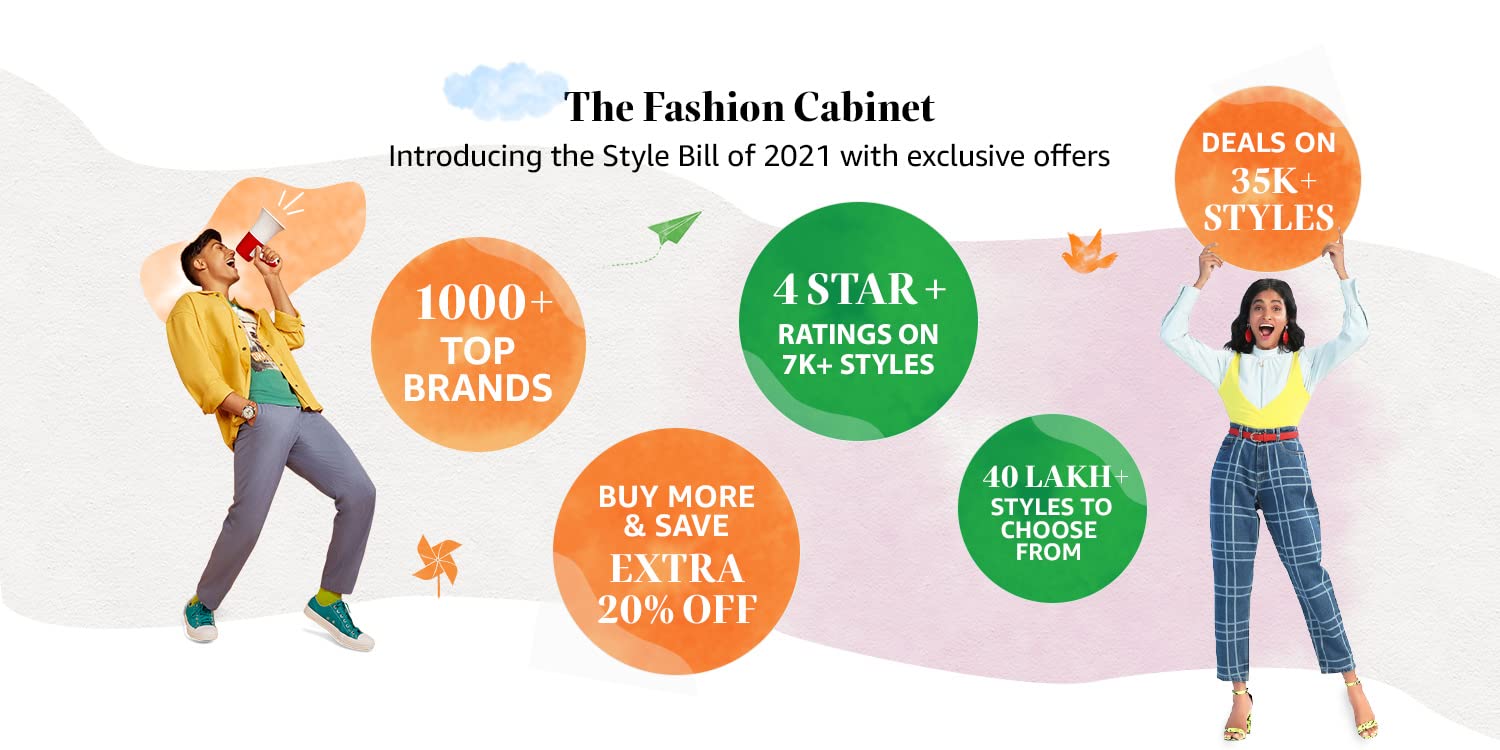 The Fashion Cabinet
Introducing the Style Bill of 2021 with exclusive offers
1000+
TOP
BRANDS
BUY MORE
& SAVE
EXTRA
20% OFF
4 STAR +
RATINGS ON
7K+ STYLES
40 LAKH+
STYLES TO
CHOOSE
FROM
DEALS ON
35K+
STYLES